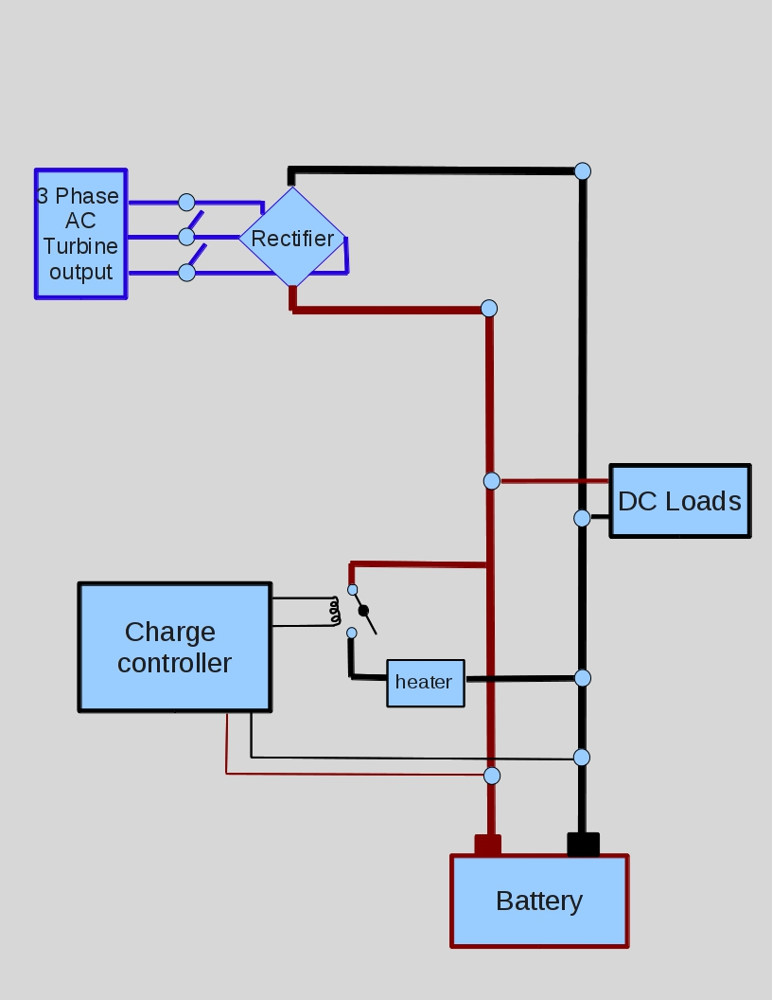 3 Phase
AC
Turbine
output
Rectifier
DC Loads
Charge
controller
heater
Battery